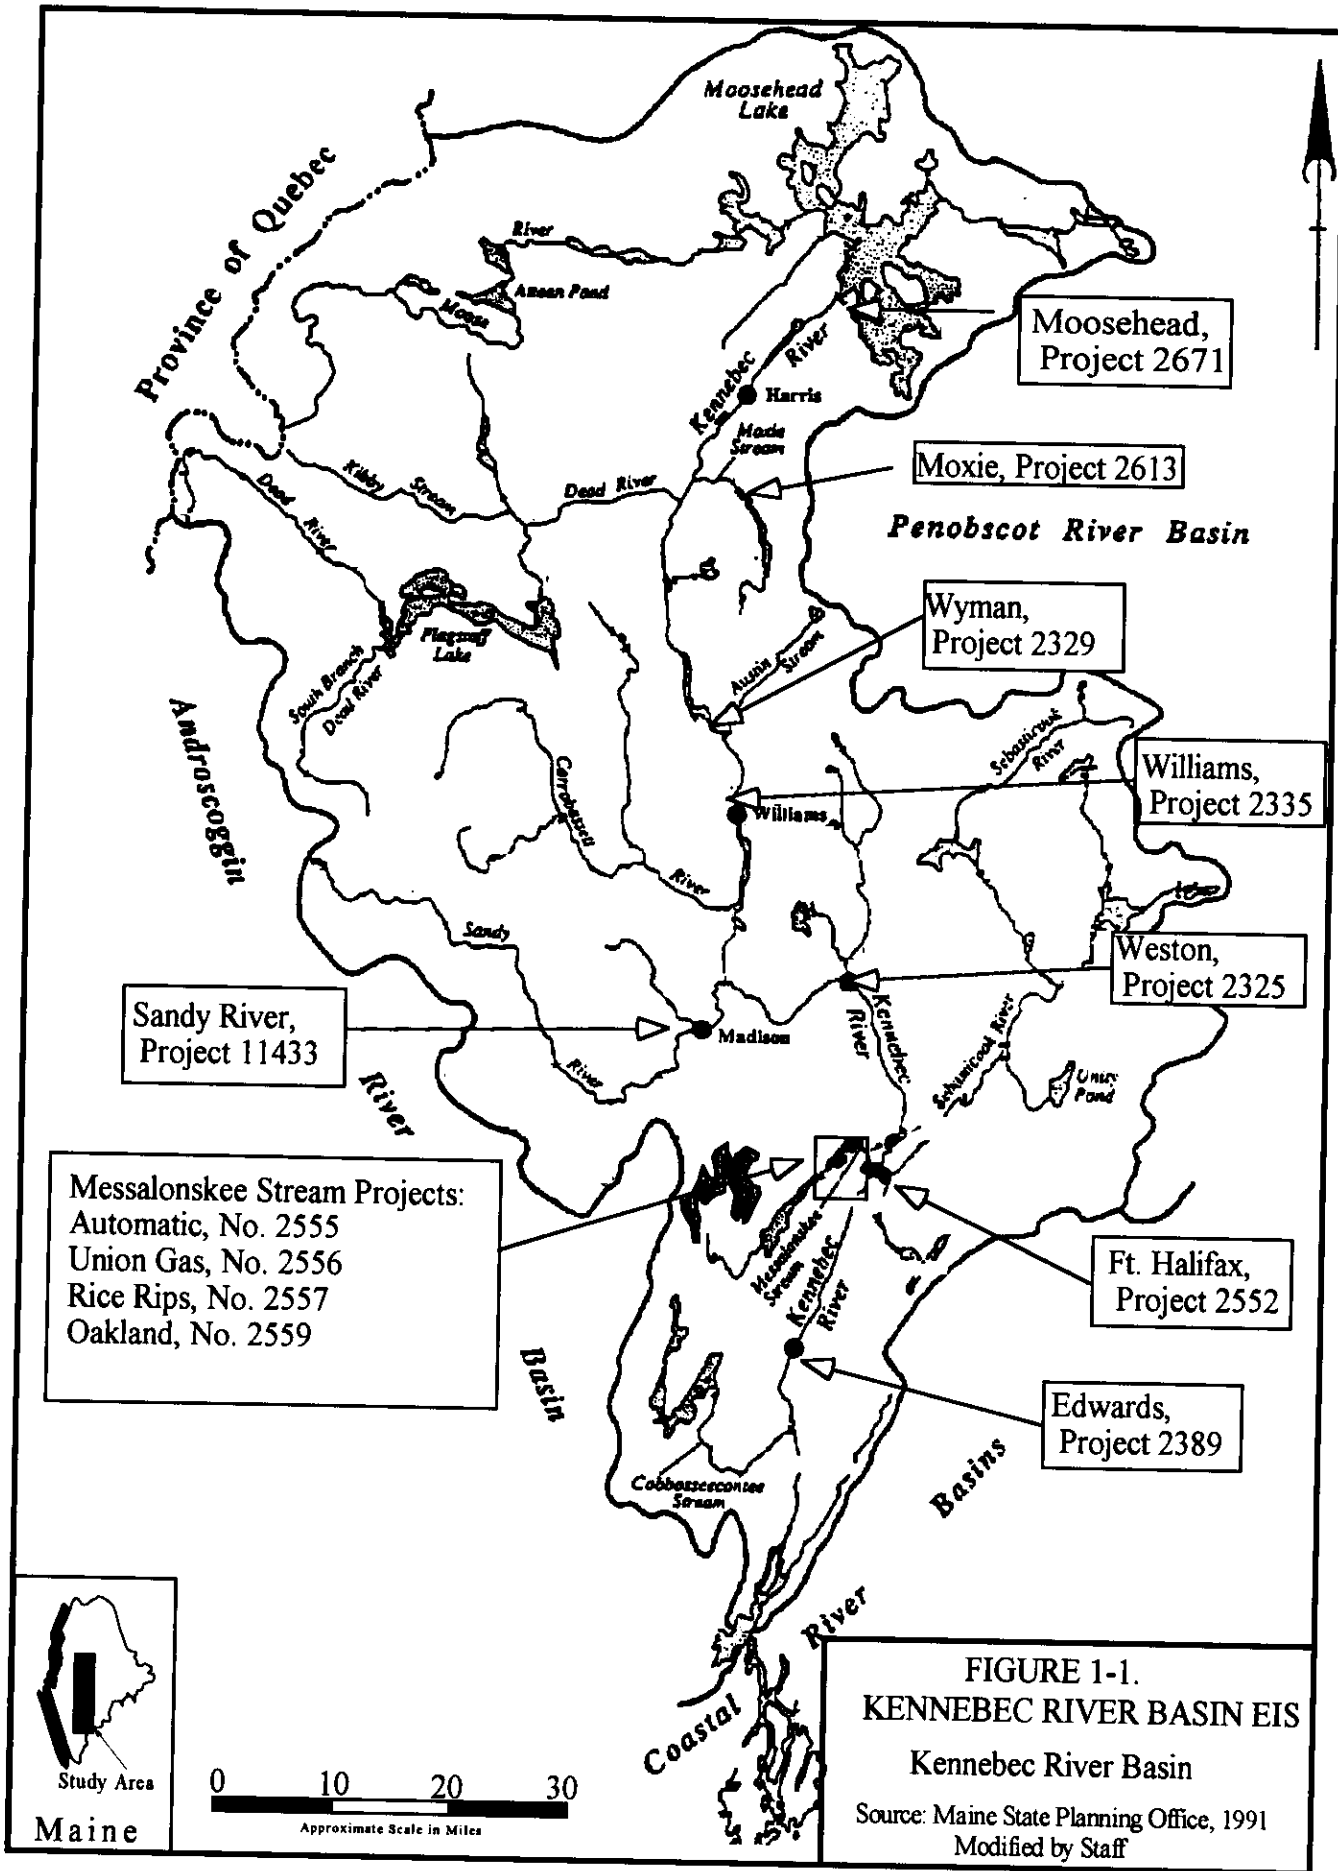 Moosehead
Lake
Province of Quebec
River
Attean Pond
Moose
Moosehead,
Project 2671
Kennebec
River
Harris
Moxie
Stream
Moxie, Project 2613
Dead
River
Kibby
Stream
Dead River
Penobscot River Basin
Wyman,
Project 2329
Flagstaff
Lake
Austin
Stream
South Branch
Dead River
Androscoggin
Sebasticook
River
Carrabassett
Williams,
Project 2335
Williams
River
Sandy
Weston,
Project 2325
Sandy River,
Project 11433
Kennebec
River
Madison
River
Unity
Pond
River
Messalonskee Stream Projects:
Automatic, No. 2555
Union Gas, No. 2556
Rice Rips, No. 2557
Oakland, No. 2559
Messalonskee
Stream
Kennebec
River
Ft. Halifax,
Project 2552
Basin
Edwards,
Project 2389
Cobbosseecontee
Stream
Basins
River
Coastal
Study Area
Maine
0 10 20 30
Approximate Scale in Miles
FIGURE 1-1.
KENNEBEC RIVER BASIN EIS
Kennebec River Basin
Source: Maine State Planning Office, 1991
Modified by Staff